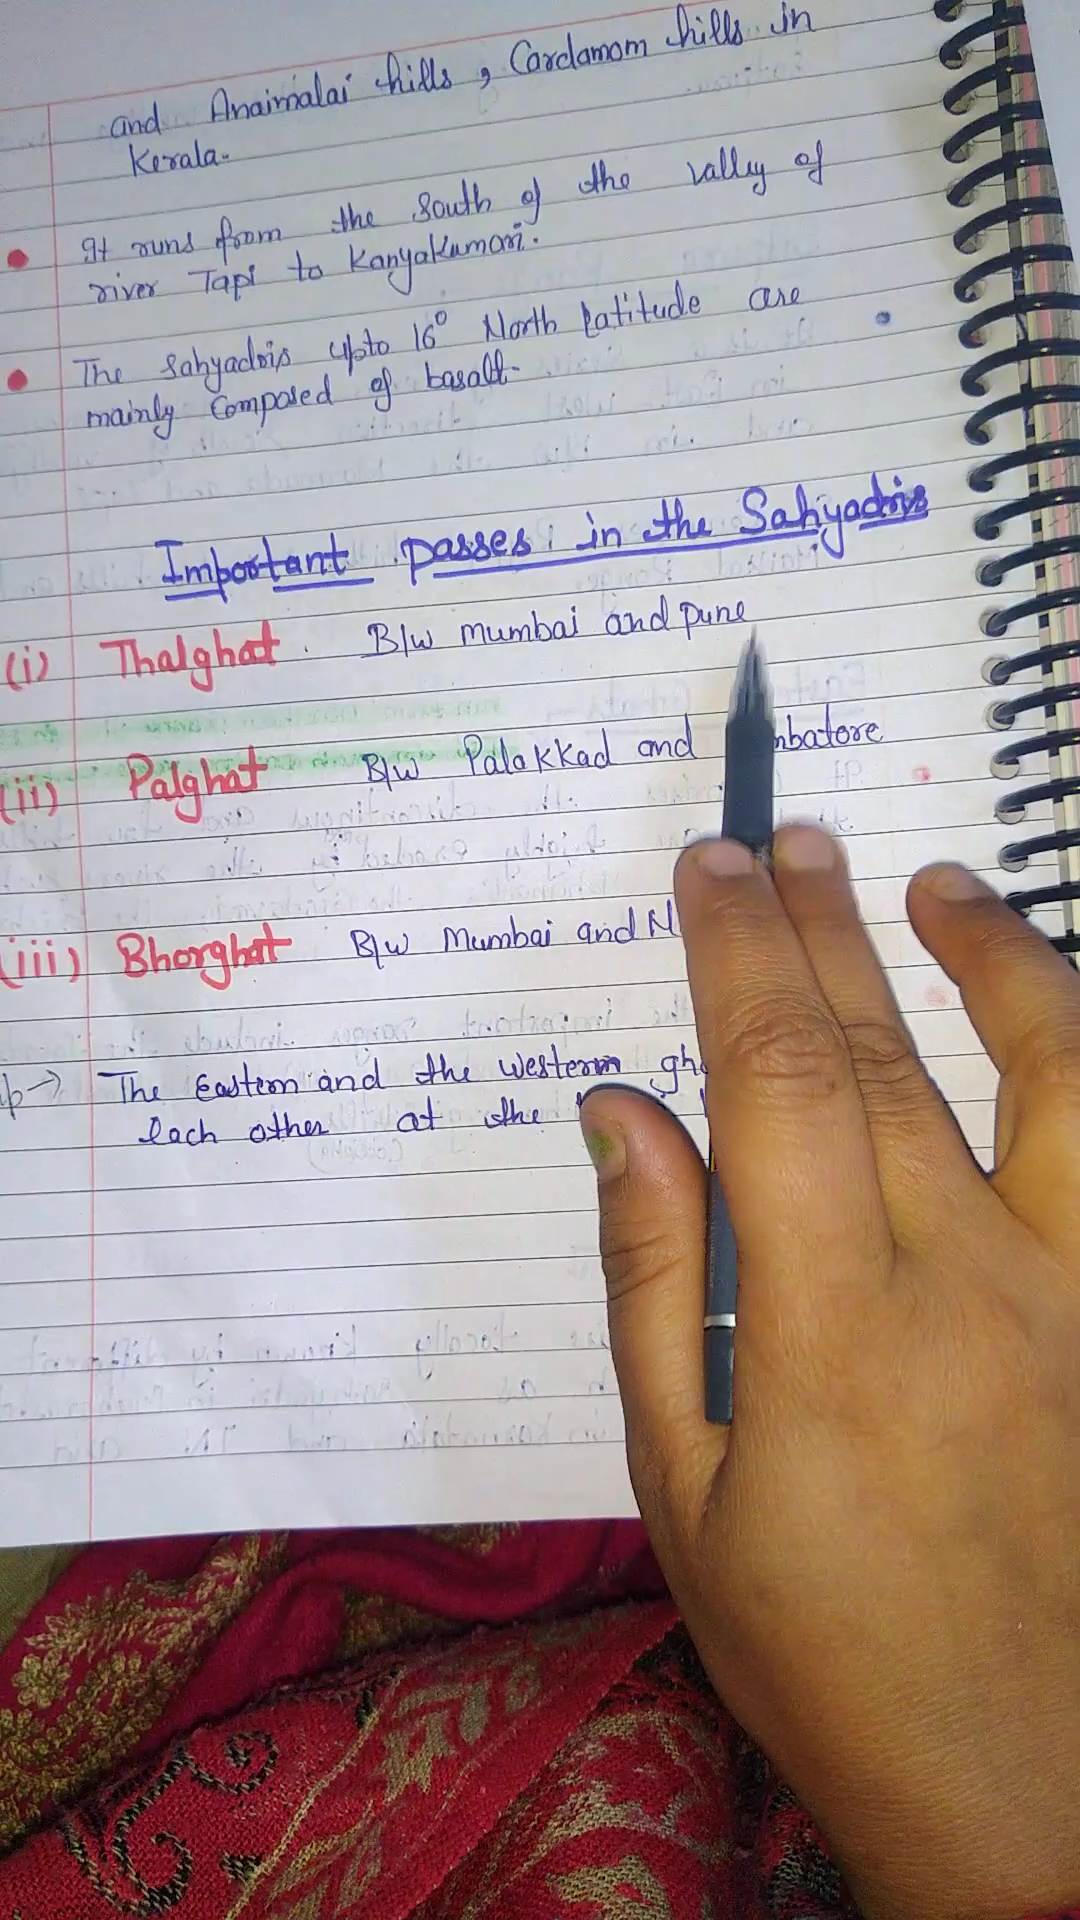 and Anaimalai hills, Cardamom hills in
Kerala.
It runs from the South of the valley of
river Tapi to Kanyakumari.
The Sahyadris upto 16° North Latitude are
mainly Composed of basalt.
Important passes in the Sahyadris
(i) Thalghat B/w Mumbai and Pune
(ii) Palghat B/w Palakkad and mbatore
(iii) Bhorghat B/w Mumbai and N
The Eastern and the Western gh
each other at the